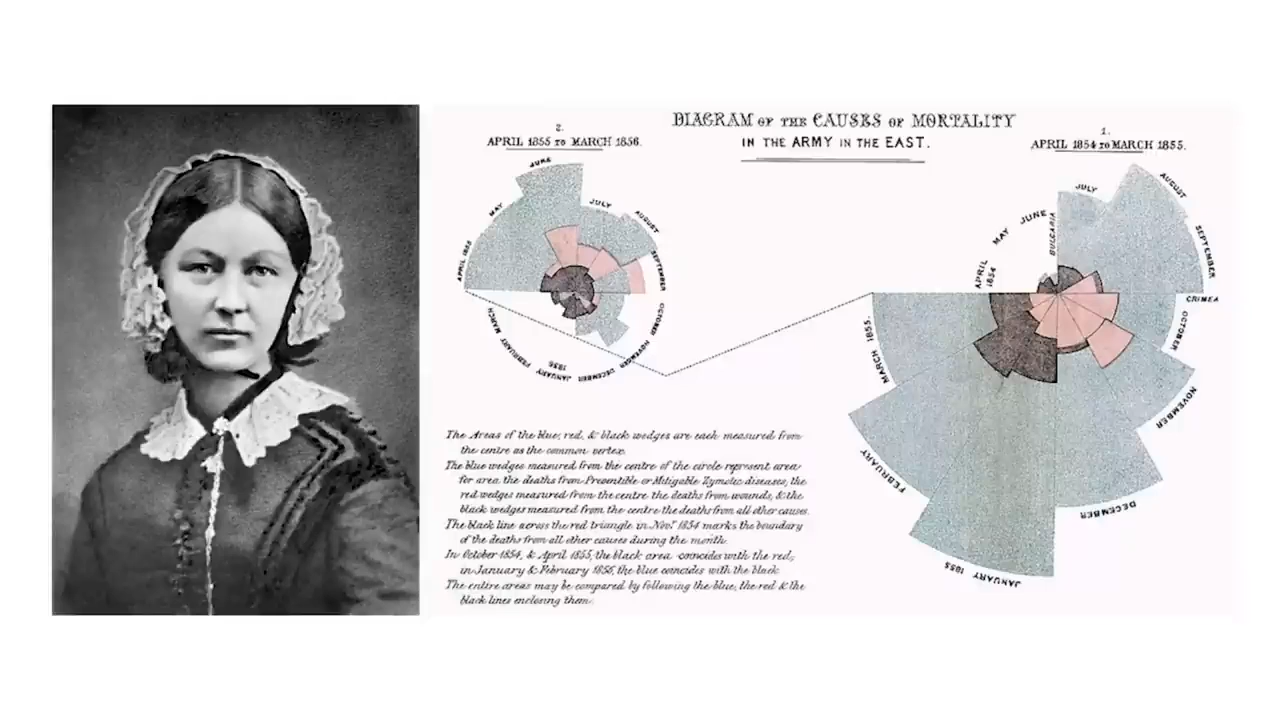 DIAGRAM OF THE CAUSES OF MORTALITY
IN THE ARMY IN THE EAST.
2.
APRIL 1855 TO MARCH 1856.
JUNE
MAY
JULY
AUGUST
APRIL 1855
SEPTEMBER
MARCH
OCTOBER
FEBRUARY
NOVEMBER
1856
JANUARY
DECEMBER
1.
APRIL 1854 TO MARCH 1855.
AUGUST
JULY
JUNE
MAY
BULGARIA
SEPTEMBER
APRIL
1854
CRIMEA
OCTOBER
MARCH 1855.
NOVEMBER
FEBRUARY
DECEMBER
JANUARY 1855
The Areas of the blue, red, & black wedges are each measured from
the centre as the common vertex.
The blue wedges measured from the centre of the circle represent area
for area the deaths from Preventible or Mitigable Zymotic diseases, the
red wedges measured from the centre the deaths from wounds, & the
black wedges measured from the centre the deaths from all other causes.
The black line across the red triangle in Novr. 1854 marks the boundary
of the deaths from all other causes during the month.
In October 1854, & April 1855, the black area coincides with the red,
in January & February 1856, the blue coincides with the black.
The entire areas may be compared by following the blue, the red & the
black lines enclosing them.